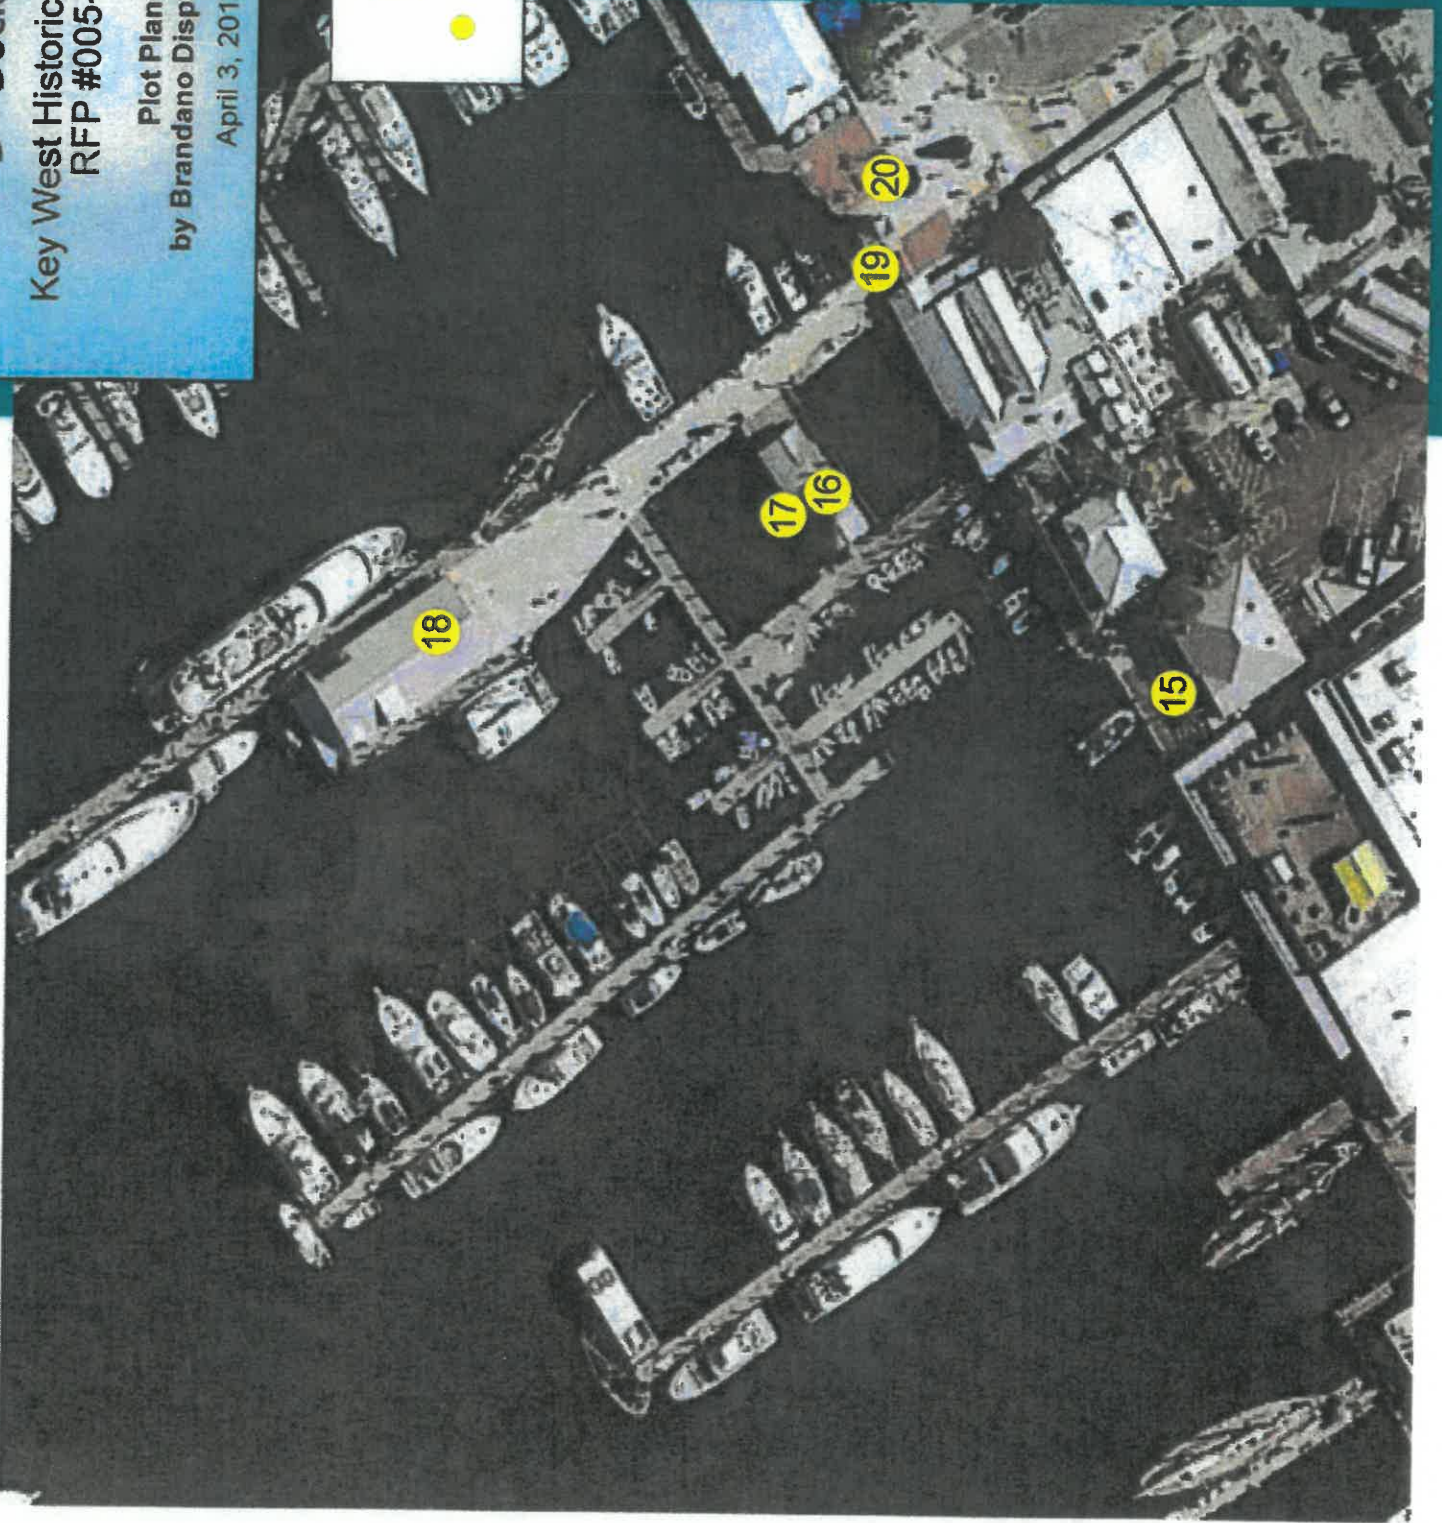 Key West Historic
RFP #005-
Plot Plan
by Brandano Disp
April 3, 201
20
19
17
16
18
15